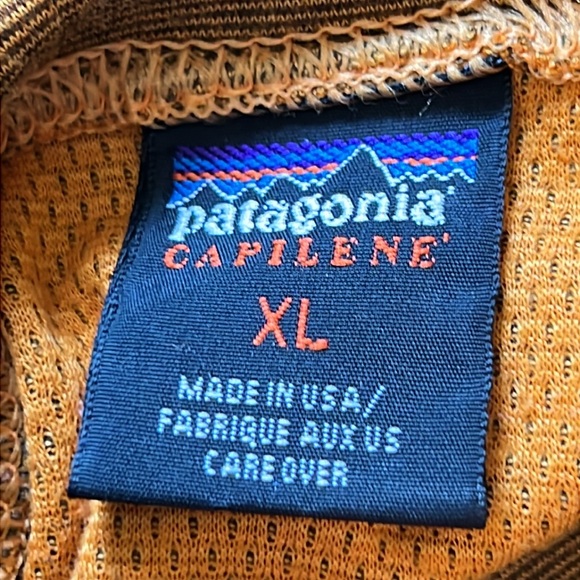 patagonia®
CAPILENE®
XL
MADE IN USA/
FABRIQUE AUX US
CARE OVER